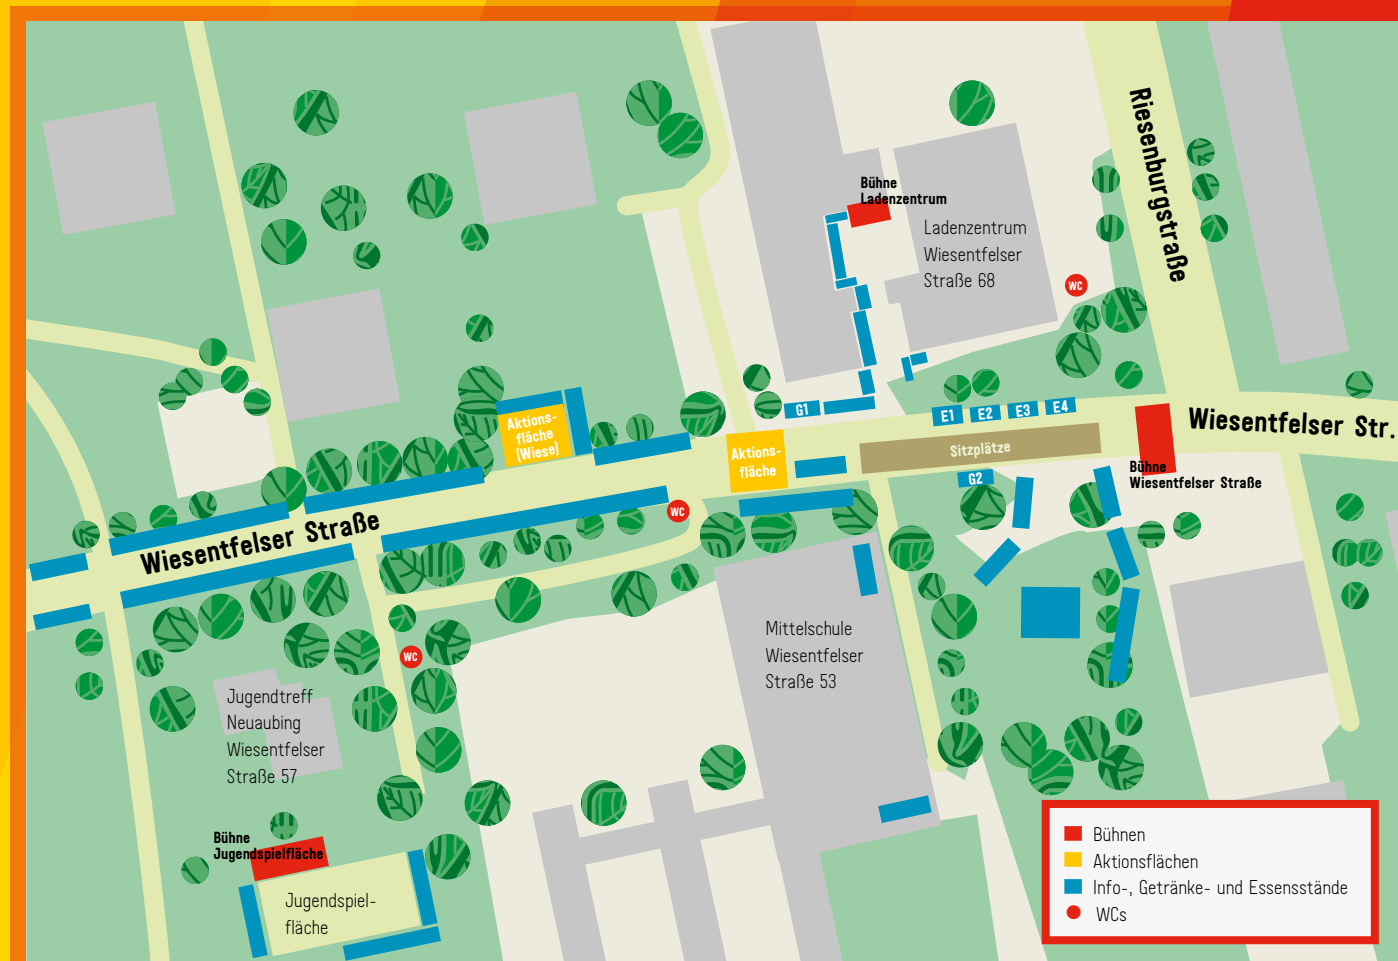 Riesenburgstraße
Bühne
Ladenzentrum
Ladenzentrum
Wiesentfelser
Straße 68
WC
Aktions-
fläche
(Wiese)
G1
E1
E2
E3
E4
Wiesentfelser Str.
Aktions-
fläche
Sitzplätze
G2
Bühne
Wiesentfelser Straße
WC
Wiesentfelser Straße
Mittelschule
Wiesentfelser
Straße 53
WC
Jugendtreff
Neuaubing
Wiesentfelser
Straße 57
Bühne
Jugendspielfläche
Jugendspiel-
fläche
Bühnen
Aktionsflächen
Info-, Getränke- und Essensstände
WCs